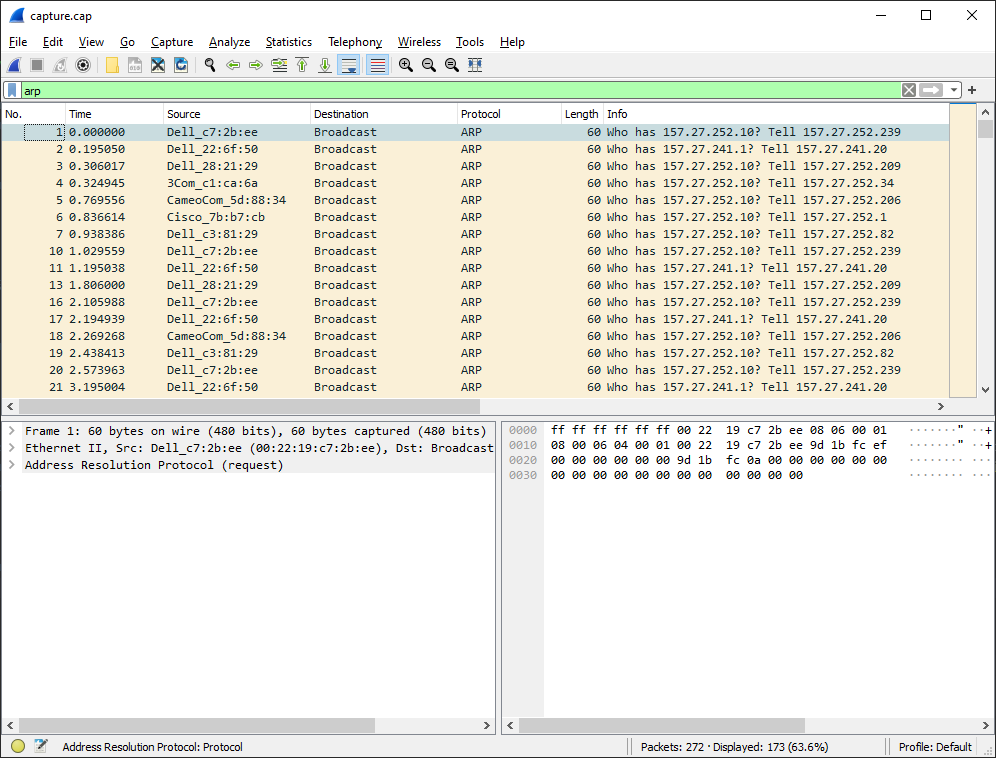 capture.cap
File Edit View Go Capture Analyze Statistics Telephony Wireless Tools Help
arp
No. Time Source Destination Protocol Length Info
1 0.000000 Dell_c7:2b:ee Broadcast ARP 60 Who has 157.27.252.10? Tell 157.27.252.239
2 0.195050 Dell_22:6f:50 Broadcast ARP 60 Who has 157.27.241.1? Tell 157.27.241.20
3 0.306017 Dell_28:21:29 Broadcast ARP 60 Who has 157.27.252.10? Tell 157.27.252.209
4 0.324945 3Com_c1:ca:6a Broadcast ARP 60 Who has 157.27.252.10? Tell 157.27.252.34
5 0.769556 CameoCom_5d:88:34 Broadcast ARP 60 Who has 157.27.252.10? Tell 157.27.252.206
6 0.836614 Cisco_7b:b7:cb Broadcast ARP 60 Who has 157.27.252.10? Tell 157.27.252.1
7 0.938386 Dell_c3:81:29 Broadcast ARP 60 Who has 157.27.252.10? Tell 157.27.252.82
10 1.029559 Dell_c7:2b:ee Broadcast ARP 60 Who has 157.27.252.10? Tell 157.27.252.239
11 1.195038 Dell_22:6f:50 Broadcast ARP 60 Who has 157.27.241.1? Tell 157.27.241.20
13 1.806000 Dell_28:21:29 Broadcast ARP 60 Who has 157.27.252.10? Tell 157.27.252.209
16 2.105988 Dell_c7:2b:ee Broadcast ARP 60 Who has 157.27.252.10? Tell 157.27.252.239
17 2.194939 Dell_22:6f:50 Broadcast ARP 60 Who has 157.27.241.1? Tell 157.27.241.20
18 2.269268 CameoCom_5d:88:34 Broadcast ARP 60 Who has 157.27.252.10? Tell 157.27.252.206
19 2.438413 Dell_c3:81:29 Broadcast ARP 60 Who has 157.27.252.10? Tell 157.27.252.82
20 2.573963 Dell_c7:2b:ee Broadcast ARP 60 Who has 157.27.252.10? Tell 157.27.252.239
21 3.195004 Dell_22:6f:50 Broadcast ARP 60 Who has 157.27.241.1? Tell 157.27.241.20
Frame 1: 60 bytes on wire (480 bits), 60 bytes captured (480 bits)
Ethernet II, Src: Dell_c7:2b:ee (00:22:19:c7:2b:ee), Dst: Broadcast
Address Resolution Protocol (request)
0000 ff ff ff ff ff ff 00 22 19 c7 2b ee 08 06 00 01 ·······" ··+
0010 08 00 06 04 00 01 00 22 19 c7 2b ee 9d 1b fc ef ·······" ··+
0020 00 00 00 00 00 00 9d 1b fc 0a 00 00 00 00 00 00 ········ ···
0030 00 00 00 00 00 00 00 00 00 00 00 00 ········ ···
Address Resolution Protocol: Protocol
Packets: 272 · Displayed: 173 (63.6%)
Profile: Default